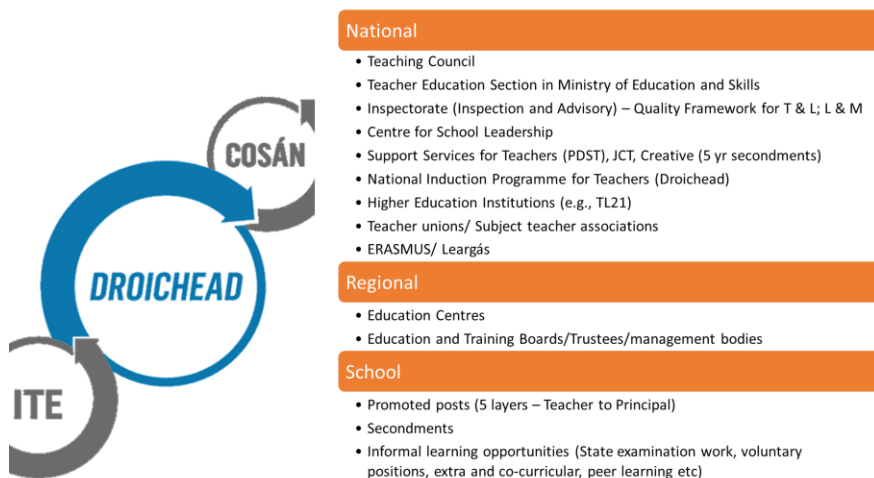 COSÁN
DROICHEAD
ITE
National
• Teaching Council
• Teacher Education Section in Ministry of Education and Skills
• Inspectorate (Inspection and Advisory) – Quality Framework for T & L; L & M
• Centre for School Leadership
• Support Services for Teachers (PDST), JCT, Creative (5 yr secondments)
• National Induction Programme for Teachers (Droichead)
• Higher Education Institutions (e.g., TL21)
• Teacher unions/ Subject teacher associations
• ERASMUS/ Leargás
Regional
• Education Centres
• Education and Training Boards/Trustees/management bodies
School
• Promoted posts (5 layers – Teacher to Principal)
• Secondments
• Informal learning opportunities (State examination work, voluntary
positions, extra and co-curricular, peer learning etc)